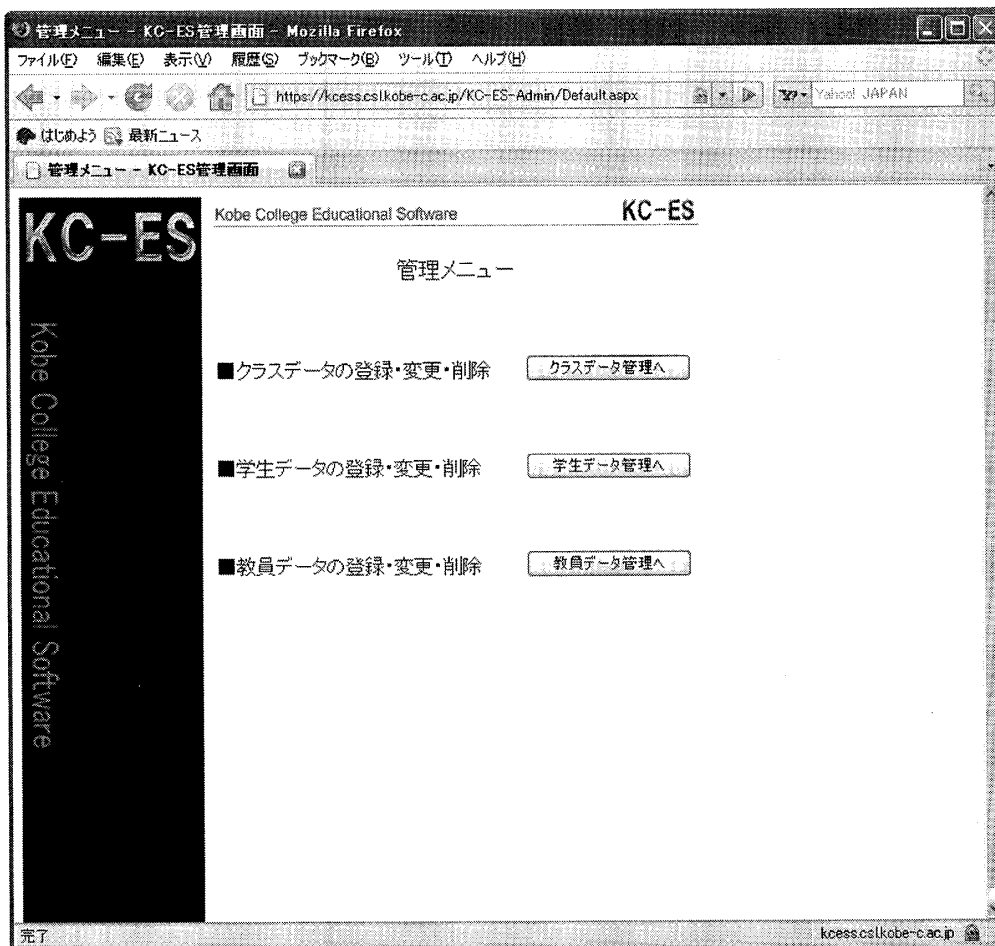 管理メニュー - KC-ES管理画面 - Mozilla Firefox
ファイル(F) 編集(E) 表示(V) 履歴(S) ブックマーク(B) ツール(T) ヘルプ(H)
https://kcess.csl.kobe-c.ac.jp/KC-ES-Admin/Default.aspx
Yahoo! JAPAN
はじめよう 最新ニュース
管理メニュー - KC-ES管理画面
KC-ES
Kobe College Educational Software
Kobe College Educational Software KC-ES
管理メニュー
■クラスデータの登録・変更・削除 クラスデータ管理へ
■学生データの登録・変更・削除 学生データ管理へ
■教員データの登録・変更・削除 教員データ管理へ
完了 kcess.csl.kobe-c.ac.jp